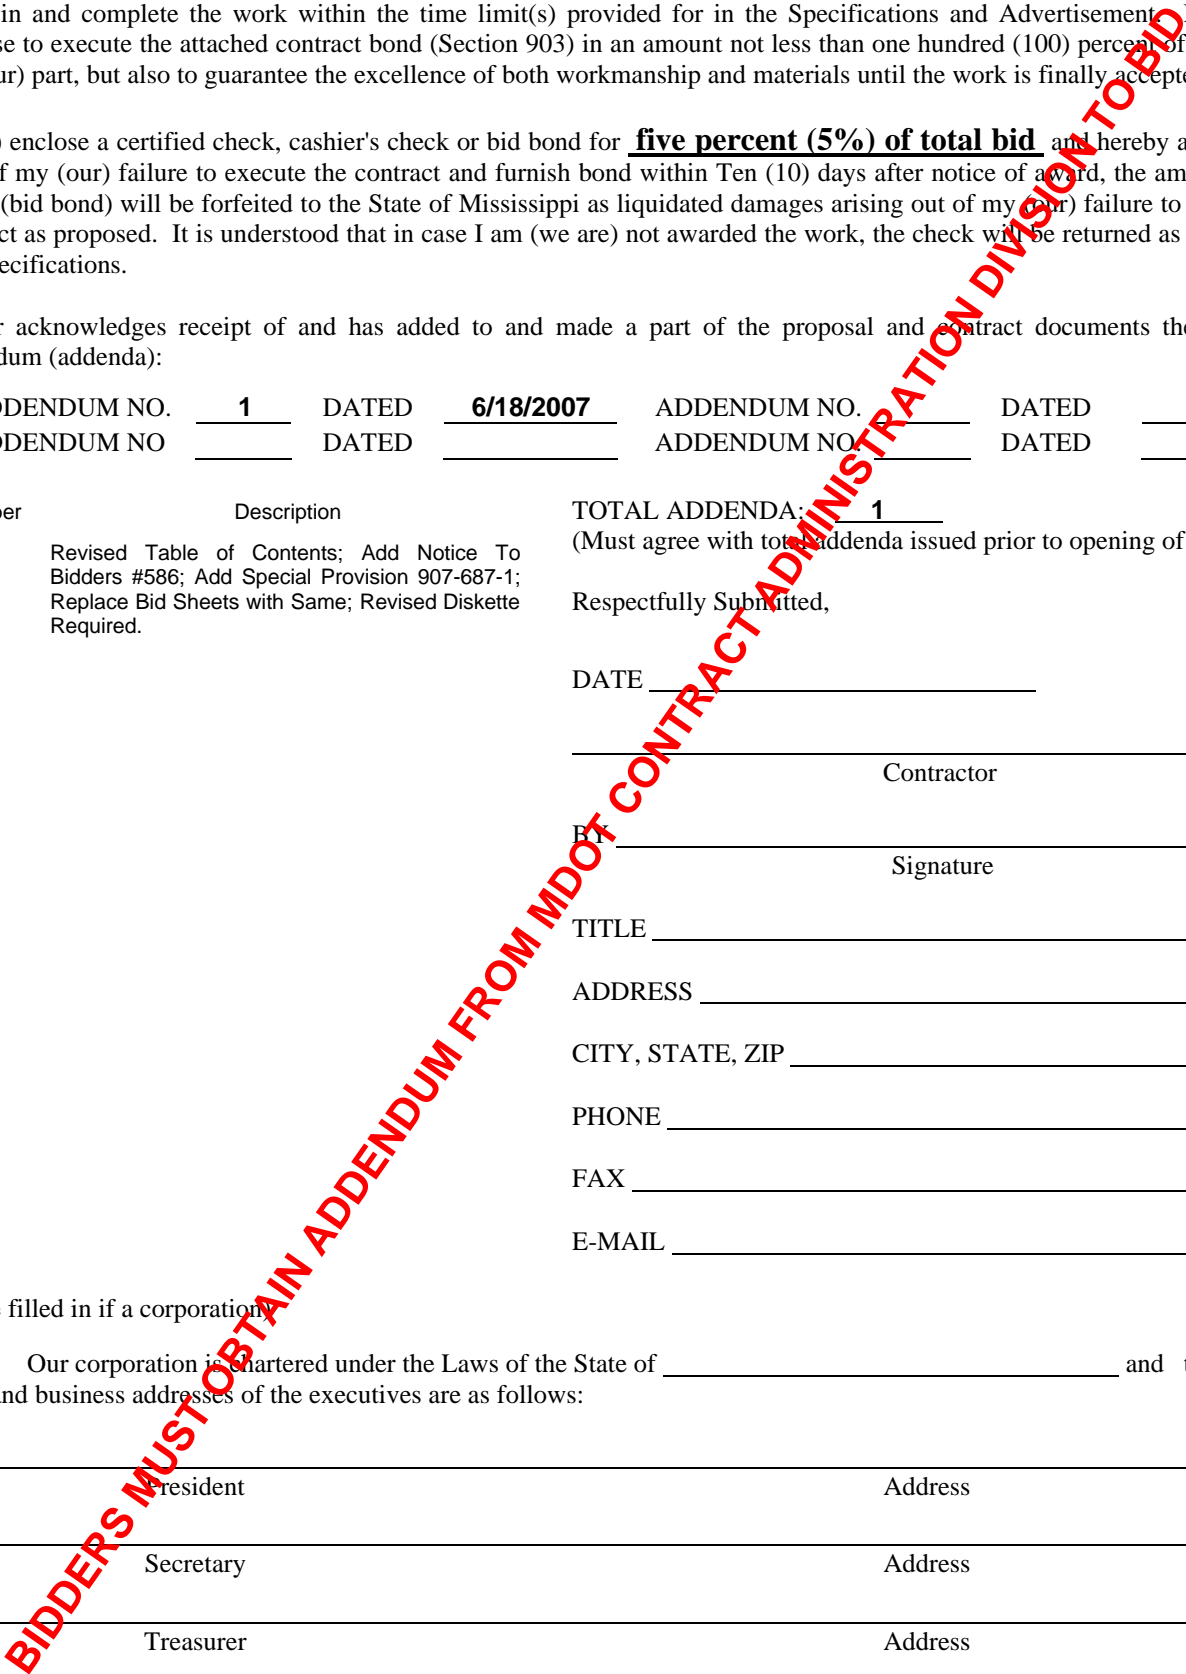 in and complete the work within the time limit(s) provided for in the Specifications and Advertisement.
se to execute the attached contract bond (Section 903) in an amount not less than one hundred (100) percent of
ur) part, but also to guarantee the excellence of both workmanship and materials until the work is finally accepte
) enclose a certified check, cashier's check or bid bond for five percent (5%) of total bid and hereby a
f my (our) failure to execute the contract and furnish bond within Ten (10) days after notice of award, the am
(bid bond) will be forfeited to the State of Mississippi as liquidated damages arising out of my (our) failure to
ct as proposed. It is understood that in case I am (we are) not awarded the work, the check will be returned as
ecifications.
r acknowledges receipt of and has added to and made a part of the proposal and contract documents the
dum (addenda):
DDENDUM NO. 1 DATED 6/18/2007 ADDENDUM NO. DATED
DDENDUM NO DATED ADDENDUM NO. DATED
ber Description TOTAL ADDENDA: 1
(Must agree with total addenda issued prior to opening of
Revised Table of Contents; Add Notice To
Bidders #586; Add Special Provision 907-687-1;
Replace Bid Sheets with Same; Revised Diskette
Required.
Respectfully Submitted,
DATE
Contractor
BY
Signature
TITLE
ADDRESS
CITY, STATE, ZIP
PHONE
FAX
E-MAIL
e filled in if a corporation)
Our corporation is chartered under the Laws of the State of and t
and business addresses of the executives are as follows:
President Address
Secretary Address
Treasurer Address
BIDDERS MUST OBTAIN ADDENDUM FROM MDOT CONTRACT ADMINISTRATION DIVISION TO BID